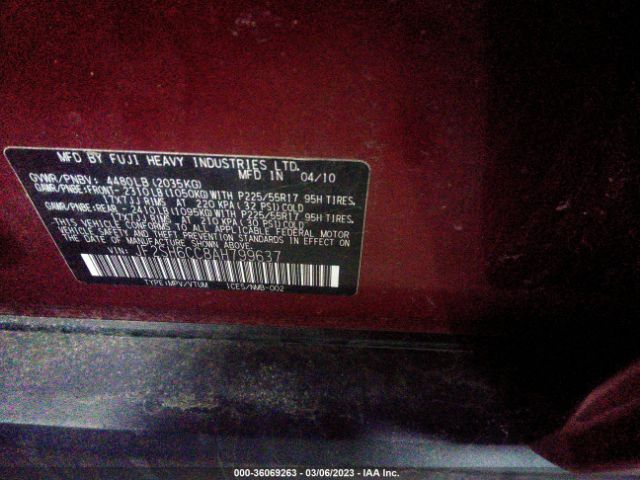 MFD BY FUJI HEAVY INDUSTRIES LTD.
GVWR/PNBV: 4480LB(2035KG) MFD IN 04/10
GAWR/PNBE:FRONT- 2310LB(1050KG)WITH P225/55R17 95H TIRES,
17X7JJ RIMS, AT 220 KPA(32 PSI)COLD
GAWR/PNBE:REAR -2410LB(1095KG)WITH P225/55R17 95H TIRES,
17X7JJ RIMS, AT 210 KPA(30 PSI)COLD
THIS VEHICLE CONFORMS TO ALL APPLICABLE FEDERAL MOTOR
VEHICLE SAFETY AND THEFT PREVENTION STANDARDS IN EFFECT
ON THE DATE OF MANUFACTURE SHOWN ABOVE.
VIN: JF2SH6CC8AH799637
TYPE:MPV/VTUM ICES/NMB-002
000-36069263 - 03/06/2023 - IAA Inc.